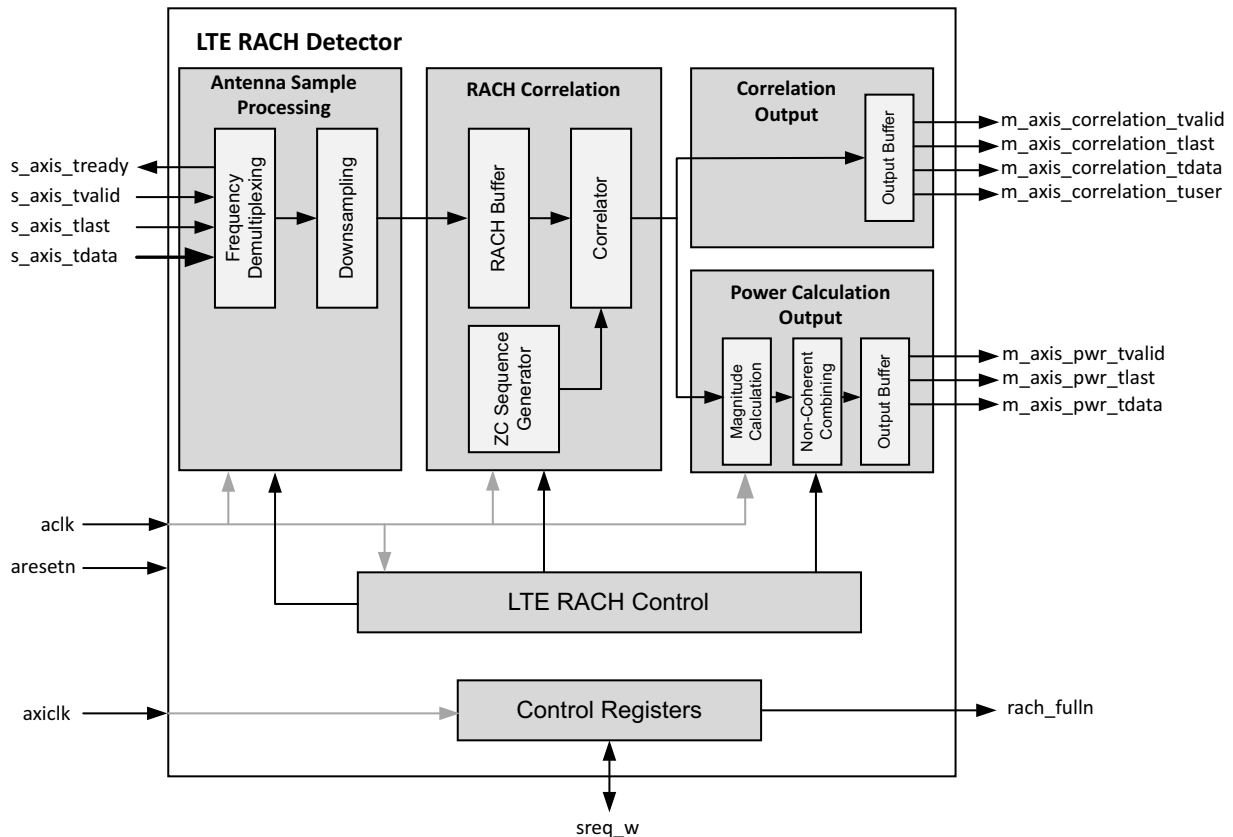 LTE RACH Detector
Antenna Sample
Processing
RACH Correlation
Correlation
Output
s_axis_tready
s_axis_tvalid
s_axis_tlast
s_axis_tdata
Frequency
Demultiplexing
Downsampling
RACH Buffer
Correlator
ZC Sequence
Generator
Output Buffer
m_axis_correlation_tvalid
m_axis_correlation_tlast
m_axis_correlation_tdata
m_axis_correlation_tuser
Power Calculation
Output
Magnitude
Calculation
Non-Coherent
Combining
Output Buffer
m_axis_pwr_tvalid
m_axis_pwr_tlast
m_axis_pwr_tdata
aclk
aresetn
LTE RACH Control
axiclk
Control Registers
rach_fulln
sreq_w